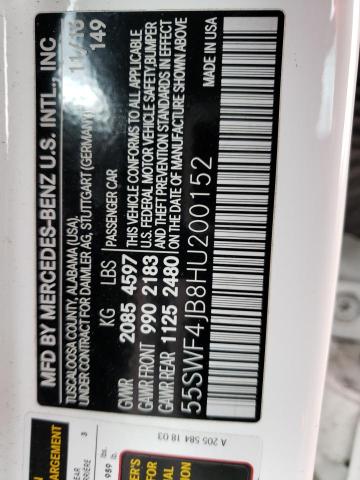 MFD BY MERCEDES-BENZ U.S. INTL., INC.
TUSCALOOSA COUNTY, ALABAMA (USA),
UNDER CONTRACT FOR DAIMLER AG, STUTTGART (GERMANY)
149
KG LBS PASSENGER CAR
GVWR 2085 4597
GAWR FRONT 990 2183
GAWR REAR 1125 2480
THIS VEHICLE CONFORMS TO ALL APPLICABLE
U.S. FEDERAL MOTOR VEHICLE SAFETY, BUMPER
AND THEFT PREVENTION STANDARDS IN EFFECT
ON THE DATE OF MANUFACTURE SHOWN ABOVE
55SWF4JB8HU200152
MADE IN USA
A 205 584 18 03
FOR